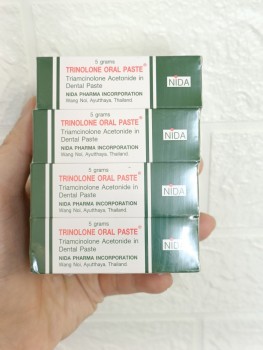 5 grams
TRINOLONE ORAL PASTE®
Triamcinolone Acetonide in
Dental Paste
NIDA PHARMA INCORPORATION
Wang Noi, Ayutthaya, Thailand
NIDA
5 grams
TRINOLONE ORAL PASTE®
Triamcinolone Acetonide in
Dental Paste
NIDA PHARMA INCORPORATION
Wang Noi, Ayutthaya, Thailand
5 grams
TRINOLONE ORAL PASTE®
Triamcinolone Acetonide in
Dental Paste
NIDA PHARMA INCORPORATION
Wang Noi, Ayutthaya, Thailand
NIDA
5 grams
TRINOLONE ORAL PASTE®
Triamcinolone Acetonide in
Dental Paste
NIDA PHARMA INCORPORATION
Wang Noi, Ayutthaya, Thailand
NIDA